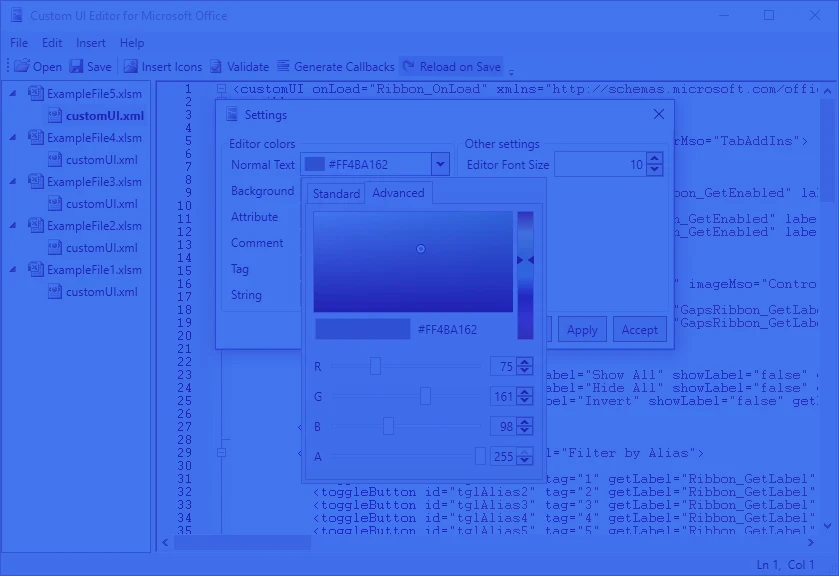 Custom UI Editor for Microsoft Office
File Edit Insert Help
Open Save Insert Icons Validate Generate Callbacks Reload on Save
ExampleFile5.xlsm
customUI.xml
ExampleFile4.xlsm
customUI.xml
ExampleFile3.xlsm
customUI.xml
ExampleFile2.xlsm
customUI.xml
ExampleFile1.xlsm
customUI.xml
1 <customUI onLoad="Ribbon_OnLoad" xmlns="http://schemas.microsoft.com/offi
2
3
4
5 rMso="TabAddIns">
6
7
8
9 on_GetEnabled" la
10
11 on_GetEnabled" labe
12 on_GetEnabled" labe
13
14
15
16 " imageMso="Contro
17
18 "GapsRibbon_GetLab
19 "GapsRibbon_GetLab
20
21
22
23 abel="Show All" showLabel="false"
24 abel="Hide All" showLabel="false"
25 bel="Invert" showLabel="false" getl
26
27 <
28
29 < l="Filter by Alias">
30
31 tag="1" getLabel="Ribbon_GetLabel"
32 <toggleButton id="tglAlias2" tag="2" getLabel="Ribbon_GetLabel"
33 <toggleButton id="tglAlias3" tag="3" getLabel="Ribbon_GetLabel"
34 <toggleButton id="tglAlias4" tag="4" getLabel="Ribbon_GetLabel"
35 <toggleButton id="tglAlias5" tag="5" getLabel="Ribbon_GetLabel"
Settings
Editor colors
Normal Text #FF4BA162
Background
Attribute
Comment
Tag
String
Other settings
Editor Font Size 10
Standard Advanced
#FF4BA162
R 75
G 161
B 98
A 255
Apply Accept
Ln 1, Col 1